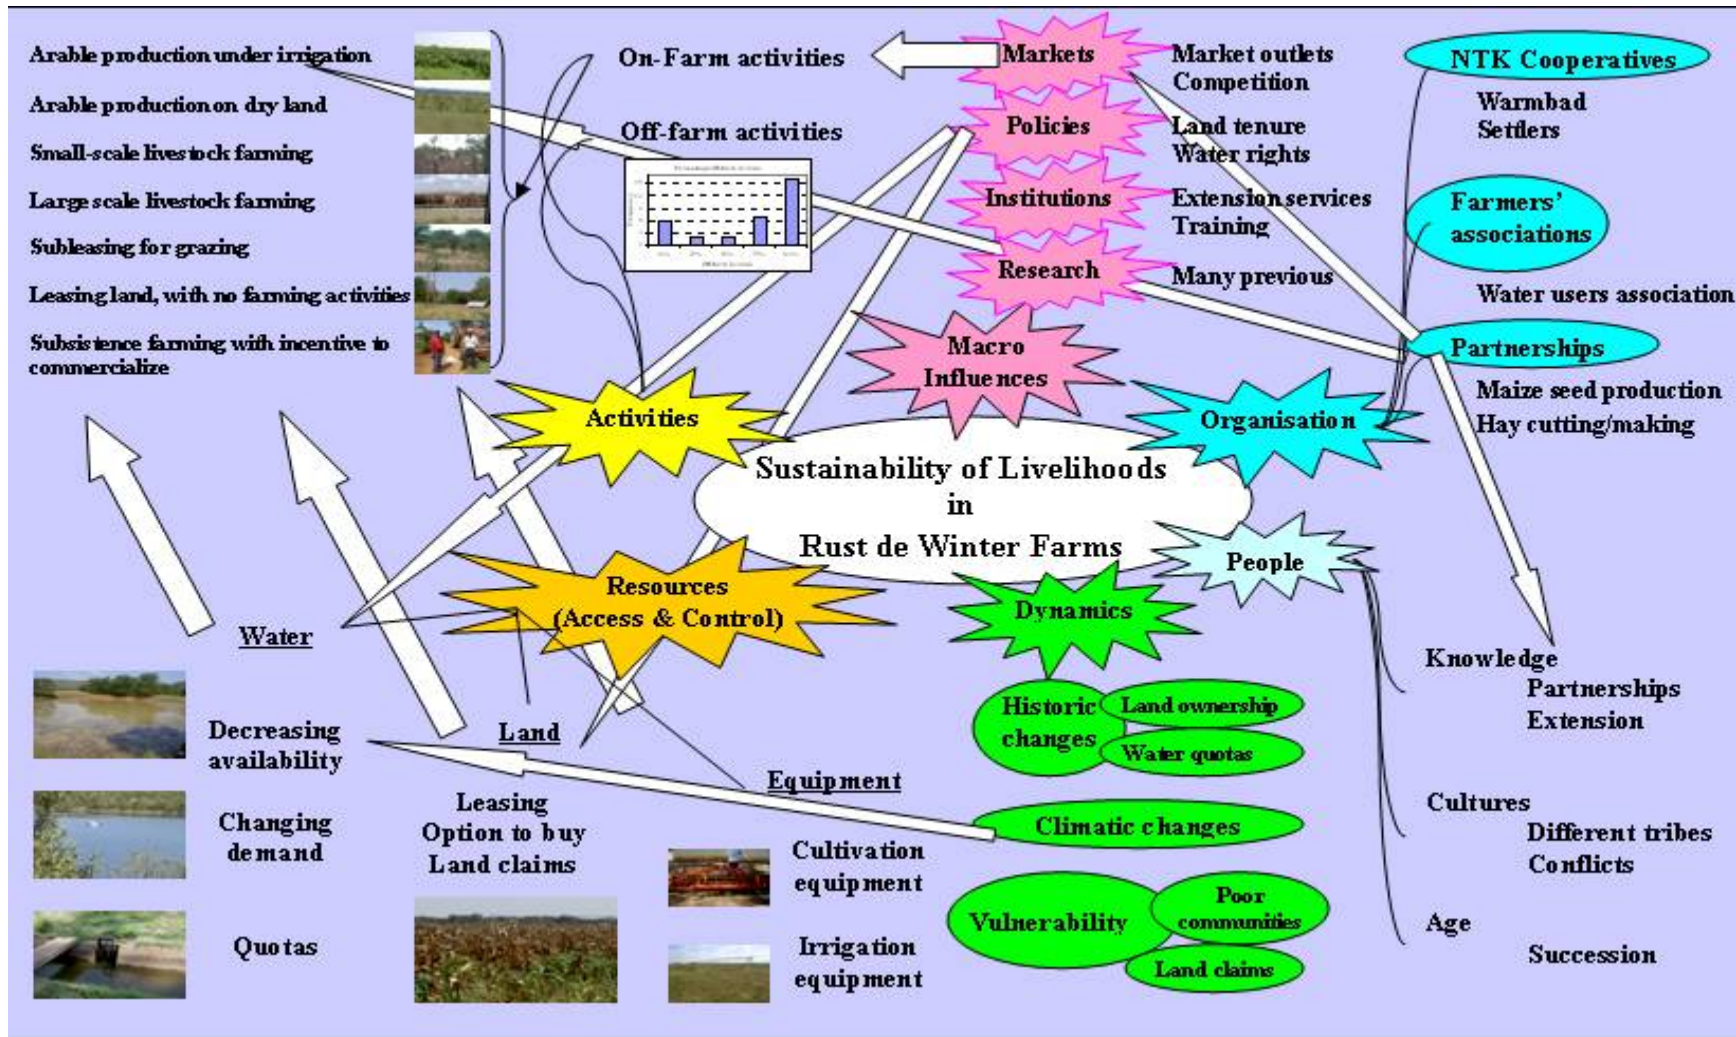 Arable production under irrigation
Arable production on dry land
Small-scale livestock farming
Large scale livestock farming
Subleasing for grazing
Leasing land, with no farming activities
Subsistence farming with incentive to
commercialize
On-Farm activities
Off-farm activities
Markets
Market outlets
Competition
Policies
Land tenure
Water rights
Institutions
Extension services
Training
Research
Many previous
Macro
Influences
NTK Cooperatives
Warmbad
Settlers
Farmers'
associations
Water users association
Partnerships
Maize seed production
Hay cutting/making
Activities
Organisation
Sustainability of Livelihoods
in
Rust de Winter Farms
Resources
(Access & Control)
Dynamics
People
Water
Decreasing
availability
Changing
demand
Quotas
Land
Leasing
Option to buy
Land claims
Equipment
Cultivation
equipment
Irrigation
equipment
Historic
changes
Land ownership
Water quotas
Climatic changes
Vulnerability
Poor
communities
Land claims
Knowledge
Partnerships
Extension
Cultures
Different tribes
Conflicts
Age
Succession